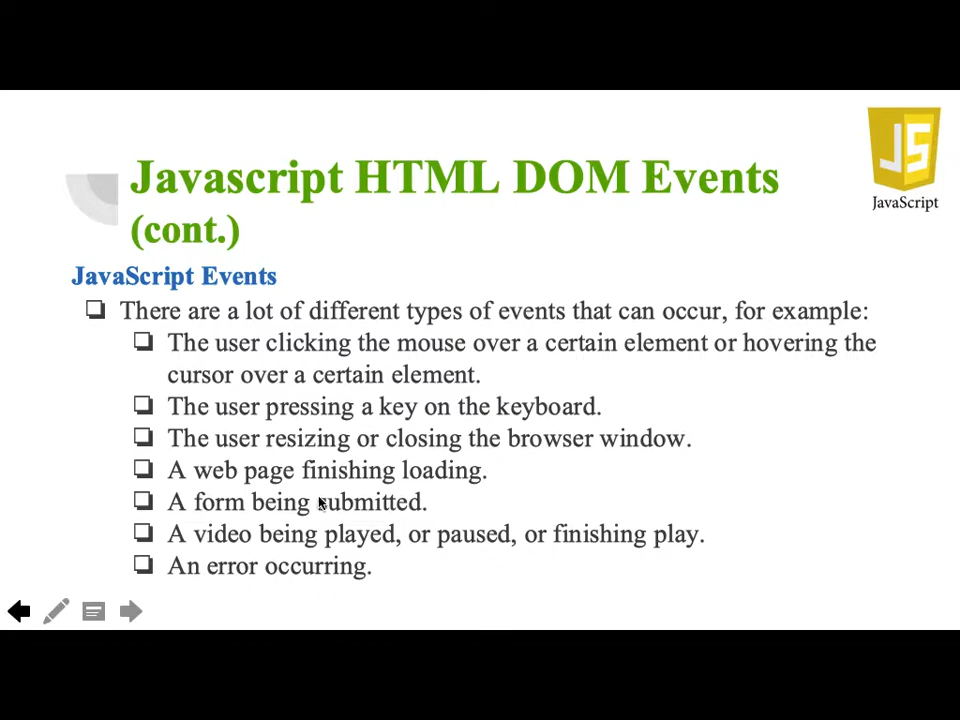 JS
JavaScript
Javascript HTML DOM Events
(cont.)
JavaScript Events
There are a lot of different types of events that can occur, for example:
The user clicking the mouse over a certain element or hovering the
cursor over a certain element.
The user pressing a key on the keyboard.
The user resizing or closing the browser window.
A web page finishing loading.
A form being submitted.
A video being played, or paused, or finishing play.
An error occurring.